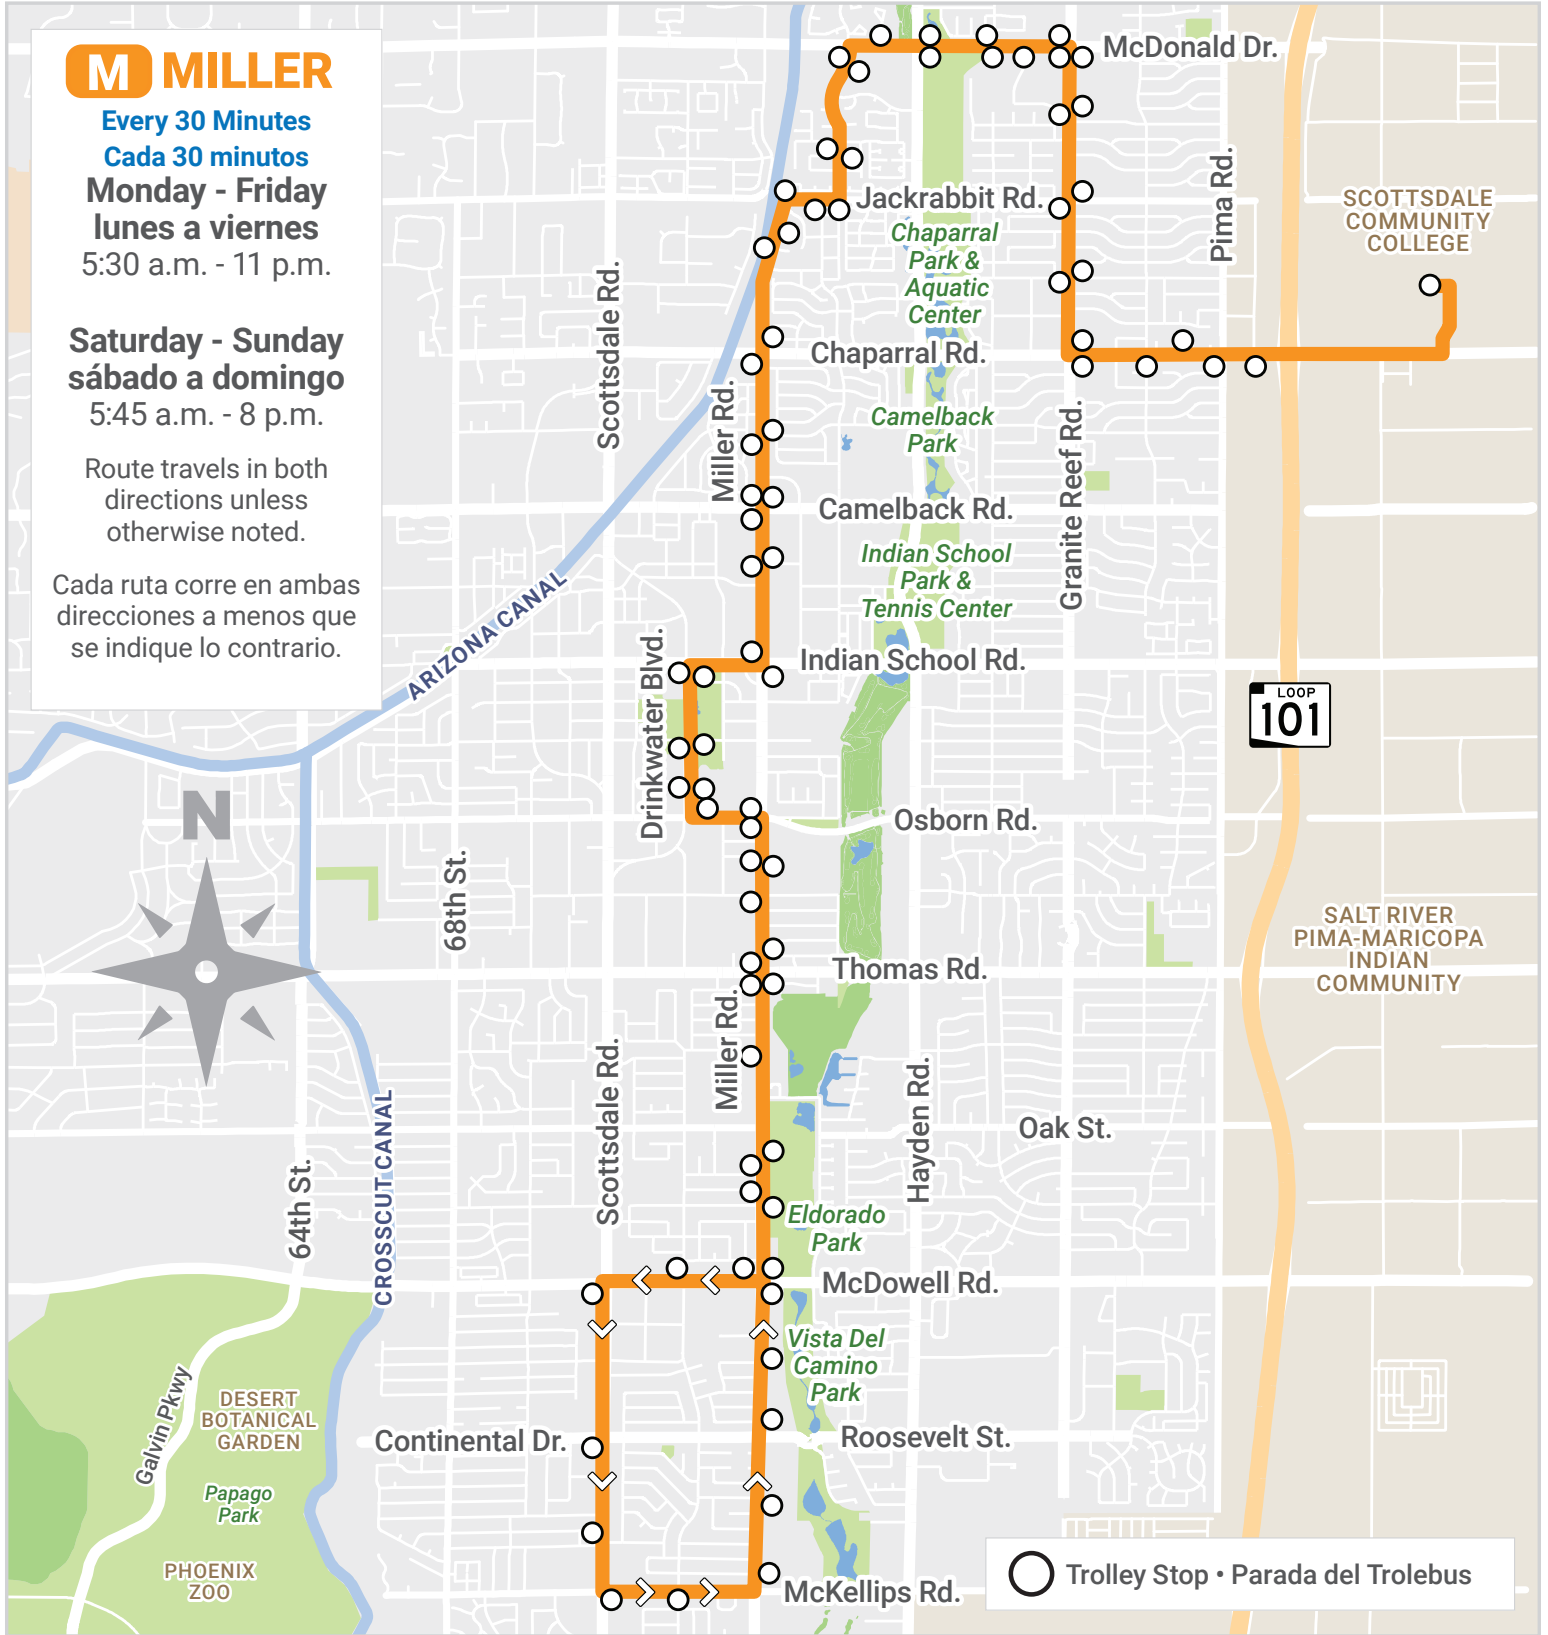 M MILLER
Every 30 Minutes
Cada 30 minutos
Monday - Friday
lunes a viernes
5:30 a.m. - 11 p.m.
Saturday - Sunday
sábado a domingo
5:45 a.m. - 8 p.m.
Route travels in both
directions unless
otherwise noted.
Cada ruta corre en ambas
direcciones a menos que
se indique lo contrario.
McDonald Dr.
Jackrabbit Rd.
Chaparral
Park &
Aquatic
Center
Pima Rd.
SCOTTSDALE
COMMUNITY
COLLEGE
Scottsdale Rd.
Chaparral Rd.
Miller Rd.
Camelback
Park
Granite Reef Rd.
Camelback Rd.
Indian School
Park &
Tennis Center
ARIZONA CANAL
Drinkwater Blvd.
Indian School Rd.
LOOP
101
N
Osborn Rd.
68th St.
SALT RIVER
PIMA-MARICOPA
INDIAN
COMMUNITY
Thomas Rd.
Miller Rd.
Scottsdale Rd.
Hayden Rd.
Oak St.
CROSSCUT CANAL
64th St.
Eldorado
Park
McDowell Rd.
Vista Del
Camino
Park
Galvin Pkwy
DESERT
BOTANICAL
GARDEN
Continental Dr.
Roosevelt St.
Papago
Park
PHOENIX
ZOO
McKellips Rd.
Trolley Stop • Parada del Trolebus